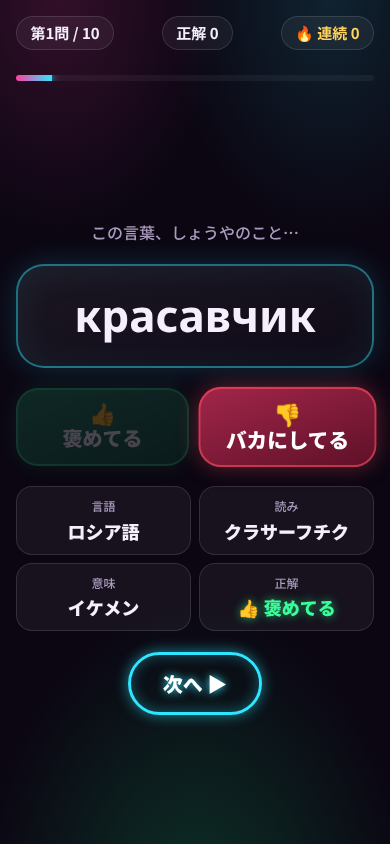 第1問 / 10
正解 0
🔥 連続 0
この言葉、しょうやのこと…
красавчик
👍
褒めてる
👎
バカにしてる
言語
ロシア語
読み
クラサーフチク
意味
イケメン
正解
👍 褒めてる
次へ ▶